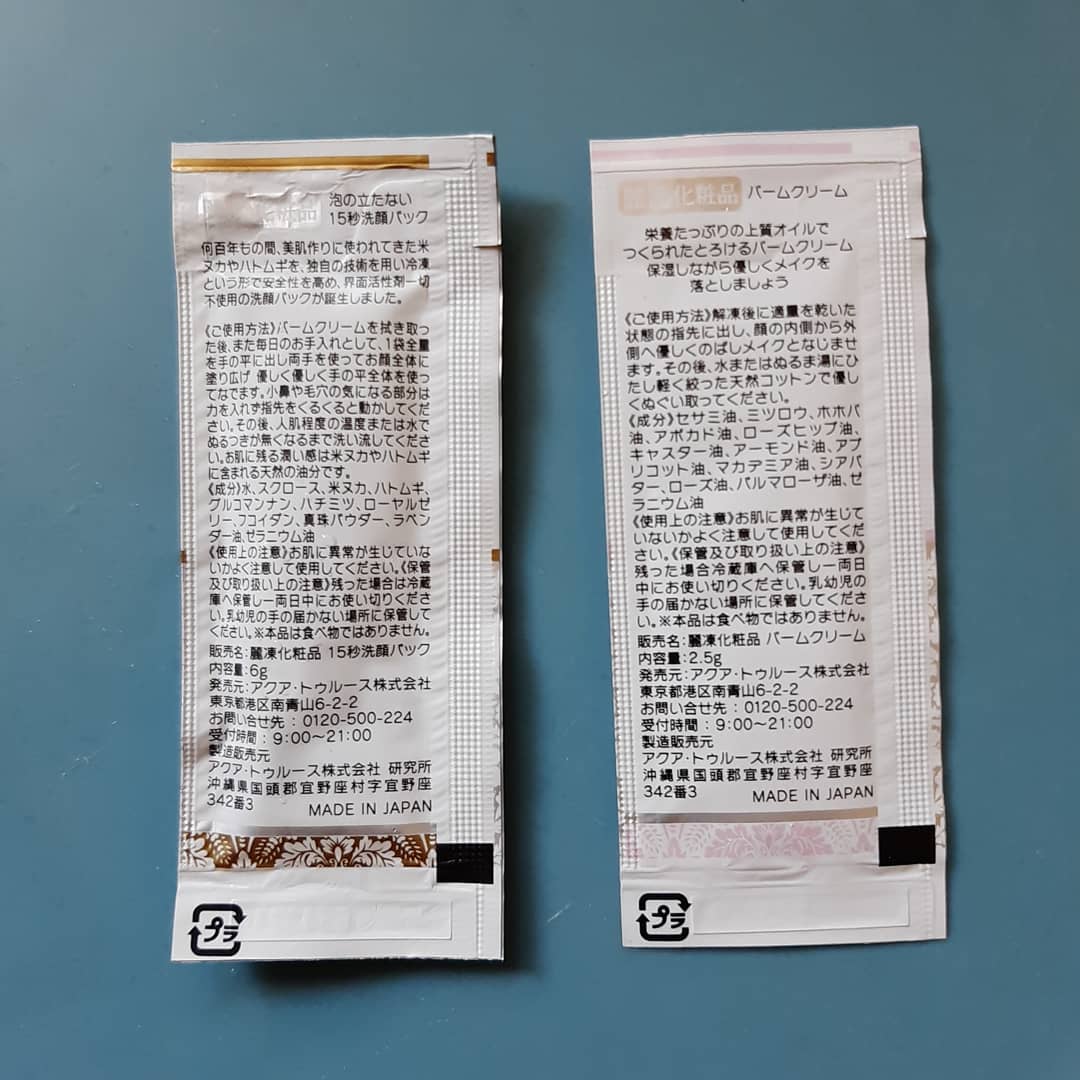 泡の立たない
15秒洗顔パック
何百年もの間、美肌作りに使われてきた米
ヌカやハトムギを、独自の技術を用い冷凍
という形で安全性を高め、界面活性剤一切
不使用の洗顔パックが誕生しました。
《ご使用方法》バームクリームを拭き取っ
た後、また毎日のお手入れとして、1袋全量
を手の平に出し両手を使ってお顔全体に
塗り広げ 優しく優しく手の平全体を使っ
てなでます。小鼻や毛穴の気になる部分は
力を入れず指先をくるくると動かしてくだ
さい。その後、人肌程度の温度または水で
ぬるつきが無くなるまで洗い流してくださ
い。お肌に残る潤い感は米ヌカやハトムギ
に含まれる天然の油分です。
《成分》水、スクロース、米ヌカ、ハトムギ、
グルコマンナン、ハチミツ、ローヤルゼ
リー、フコイダン、真珠パウダー、ラベン
ダー油、ゼラニウム油
《使用上の注意》お肌に異常が生じていな
いかよく注意して使用してください。《保管
及び取り扱い上の注意》残った場合は冷蔵
庫へ保管し一両日中にお使い切りくださ
い。乳幼児の手の届かない場所に保管して
ください。※本品は食べ物ではありません。
販売名:麗凍化粧品 15秒洗顔パック
内容量:6g
発売元:アクア・トゥルース株式会社
東京都港区南青山6-2-2
お問い合せ先 : 0120-500-224
受付時間 : 9:00～21:00
製造販売元
アクア・トゥルース株式会社 研究所
沖縄県国頭郡宜野座村字宜野座
342番3
MADE IN JAPAN
プラ
化粧品 バームクリーム
栄養たっぷりの上質オイルで
つくられたとろけるバームクリーム
保湿しながら優しくメイクを
落としましょう
《ご使用方法》解凍後に適量を乾いた
状態の指先に出し、顔の内側から外
側へ優しくのばしメイクとなじませ
ます。その後、水またはぬるま湯にひ
たし軽く絞った天然コットンで優し
くぬぐい取ってください。
《成分》セサミ油、ミツロウ、ホホバ
油、アボカド油、ローズヒップ油、
キャスター油、アーモンド油、アプ
リコット油、マカデミア油、シアバ
ター、ローズ油、パルマローザ油、ゼ
ラニウム油
《使用上の注意》お肌に異常が生じて
いないかよく注意して使用してくだ
さい。《保管及び取り扱い上の注意》
残った場合冷蔵庫へ保管し一両日
中にお使い切りください。乳幼児の
手の届かない場所に保管してくださ
い。※本品は食べ物ではありません。
販売名:麗凍化粧品 バームクリーム
内容量:2.5g
発売元:アクア・トゥルース株式会社
東京都港区南青山6-2-2
お問い合せ先 : 0120-500-224
受付時間 : 9:00～21:00
製造販売元
アクア・トゥルース株式会社 研究所
沖縄県国頭郡宜野座村字宜野座
342番3
MADE IN JAPAN
プラ